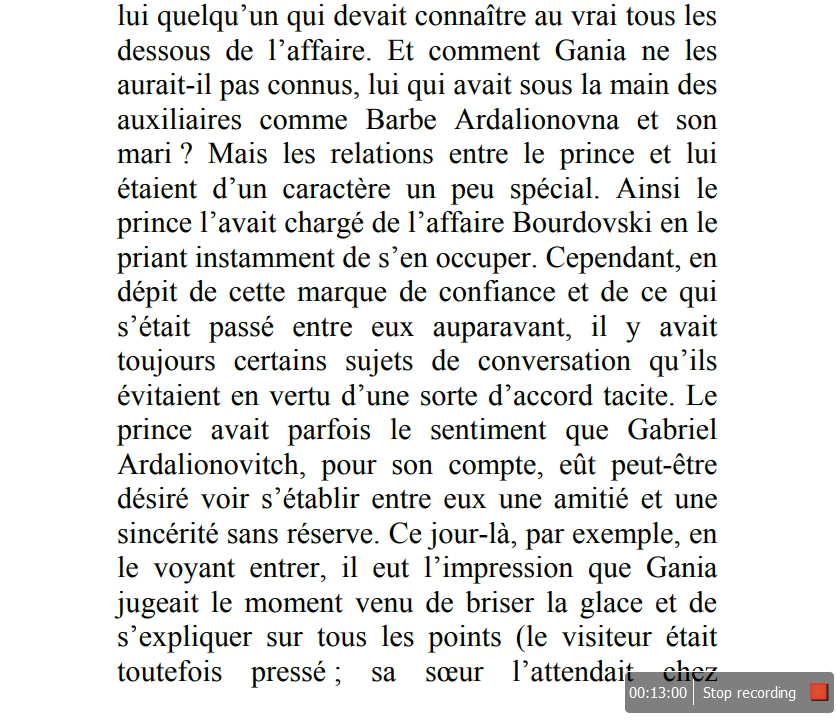 lui quelqu’un qui devait connaître au vrai tous les
dessous de l’affaire. Et comment Gania ne les
aurait-il pas connus, lui qui avait sous la main des
auxiliaires comme Barbe Ardalionovna et son
mari ? Mais les relations entre le prince et lui
étaient d’un caractère un peu spécial. Ainsi le
prince l’avait chargé de l’affaire Bourdovski en le
priant instamment de s’en occuper. Cependant, en
dépit de cette marque de confiance et de ce qui
s’était passé entre eux auparavant, il y avait
toujours certains sujets de conversation qu’ils
évitaient en vertu d’une sorte d’accord tacite. Le
prince avait parfois le sentiment que Gabriel
Ardalionovitch, pour son compte, eût peut-être
désiré voir s’établir entre eux une amitié et une
sincérité sans réserve. Ce jour-là, par exemple, en
le voyant entrer, il eut l’impression que Gania
jugeait le moment venu de briser la glace et de
s’expliquer sur tous les points (le visiteur était
toutefois pressé ; sa sœur l’attendait chez
00:13:00 Stop recording